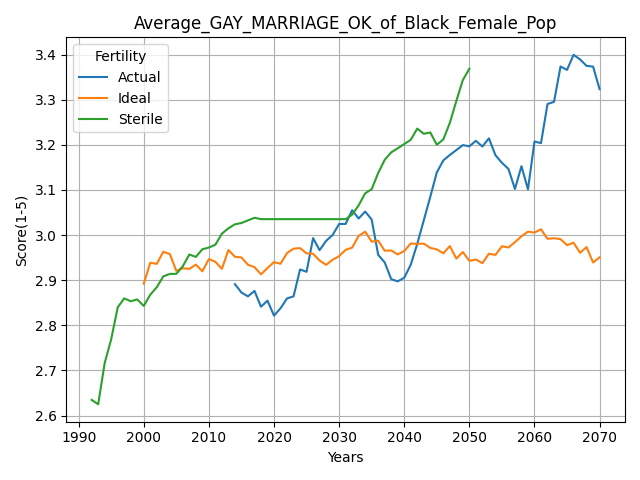 Average_GAY_MARRIAGE_OK_of_Black_Female_Pop
Fertility
Actual
Ideal
Sterile
Score(1-5)
3.4
3.3
3.2
3.1
3.0
2.9
2.8
2.7
2.6
1990 2000 2010 2020 2030 2040 2050 2060 2070
Years